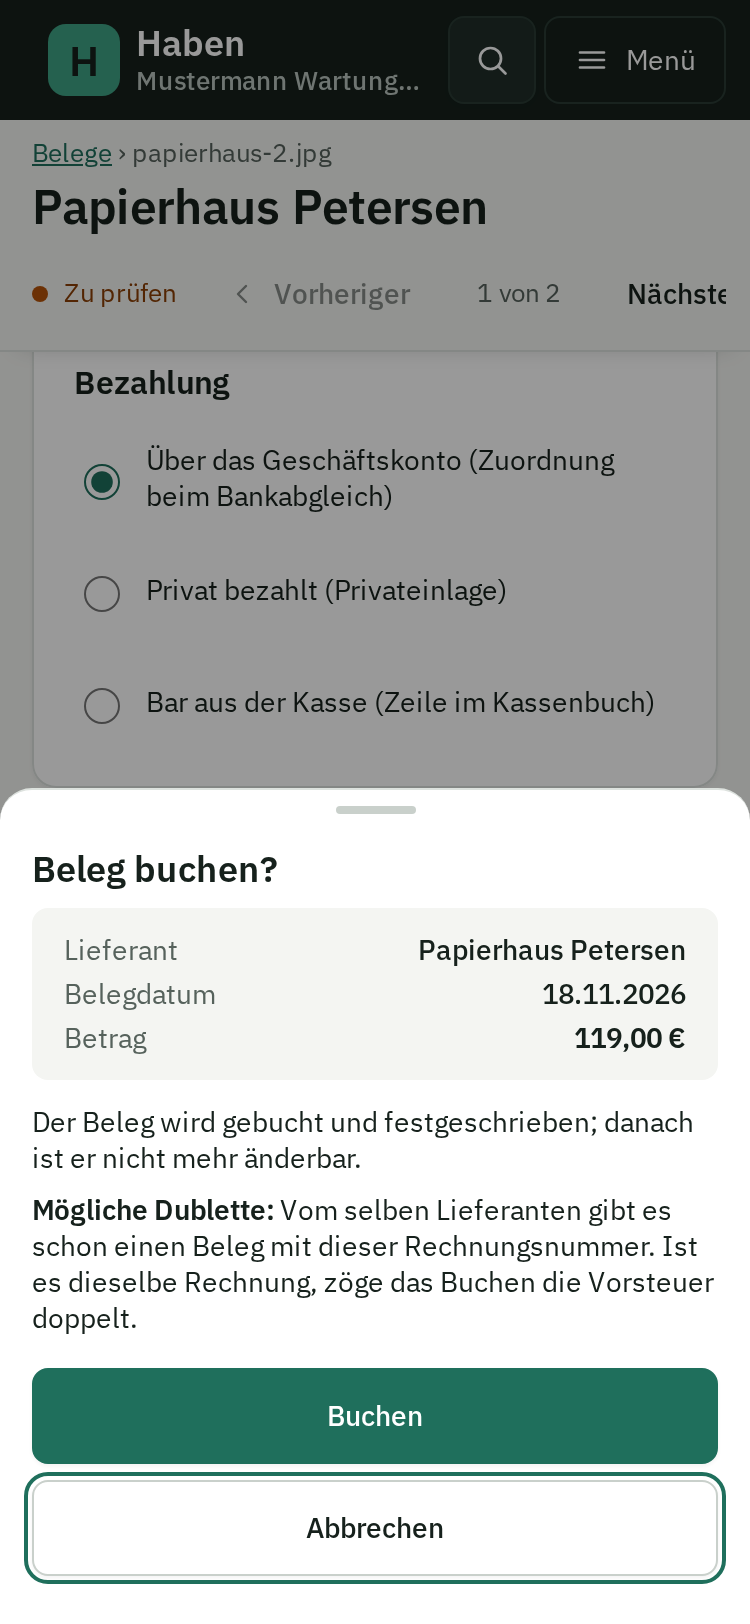 H
Haben
Mustermann Wartung…
Menü
Belege › papierhaus-2.jpg
Papierhaus Petersen
Zu prüfen
Vorheriger
1 von 2
Nächste
Bezahlung
Über das Geschäftskonto (Zuordnung
beim Bankabgleich)
Privat bezahlt (Privateinlage)
Bar aus der Kasse (Zeile im Kassenbuch)
Beleg buchen?
Lieferant Papierhaus Petersen
Belegdatum 18.11.2026
Betrag 119,00 €
Der Beleg wird gebucht und festgeschrieben; danach
ist er nicht mehr änderbar.
Mögliche Dublette: Vom selben Lieferanten gibt es
schon einen Beleg mit dieser Rechnungsnummer. Ist
es dieselbe Rechnung, zöge das Buchen die Vorsteuer
doppelt.
Buchen
Abbrechen